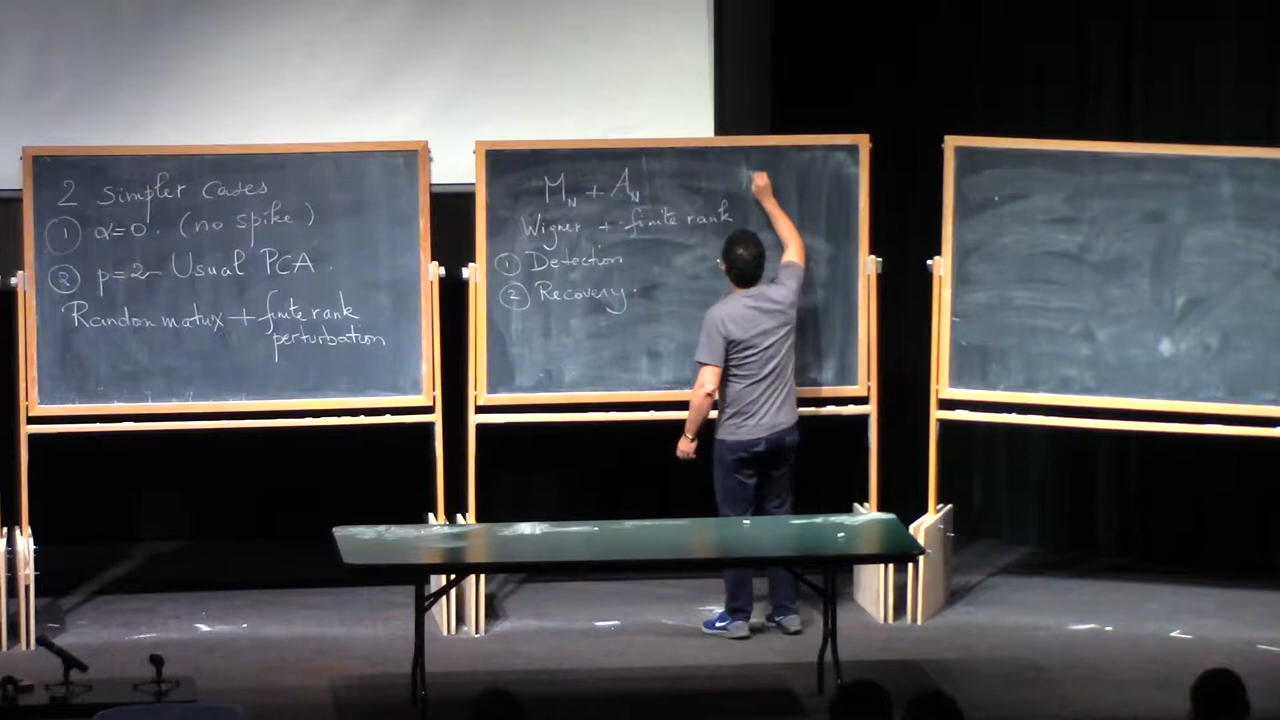 2 Simpler Cases
① α=0. (no spike)
② p=2 Usual PCA.
Random matrix + finite rank
perturbation
M_N + A_N
Wigner + finite rank
① Detection
② Recovery.